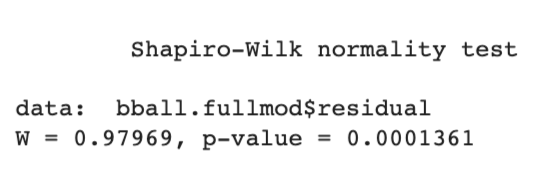 Shapiro-Wilk normality test
data:  bball.fullmod$residual
W = 0.97969, p-value = 0.0001361